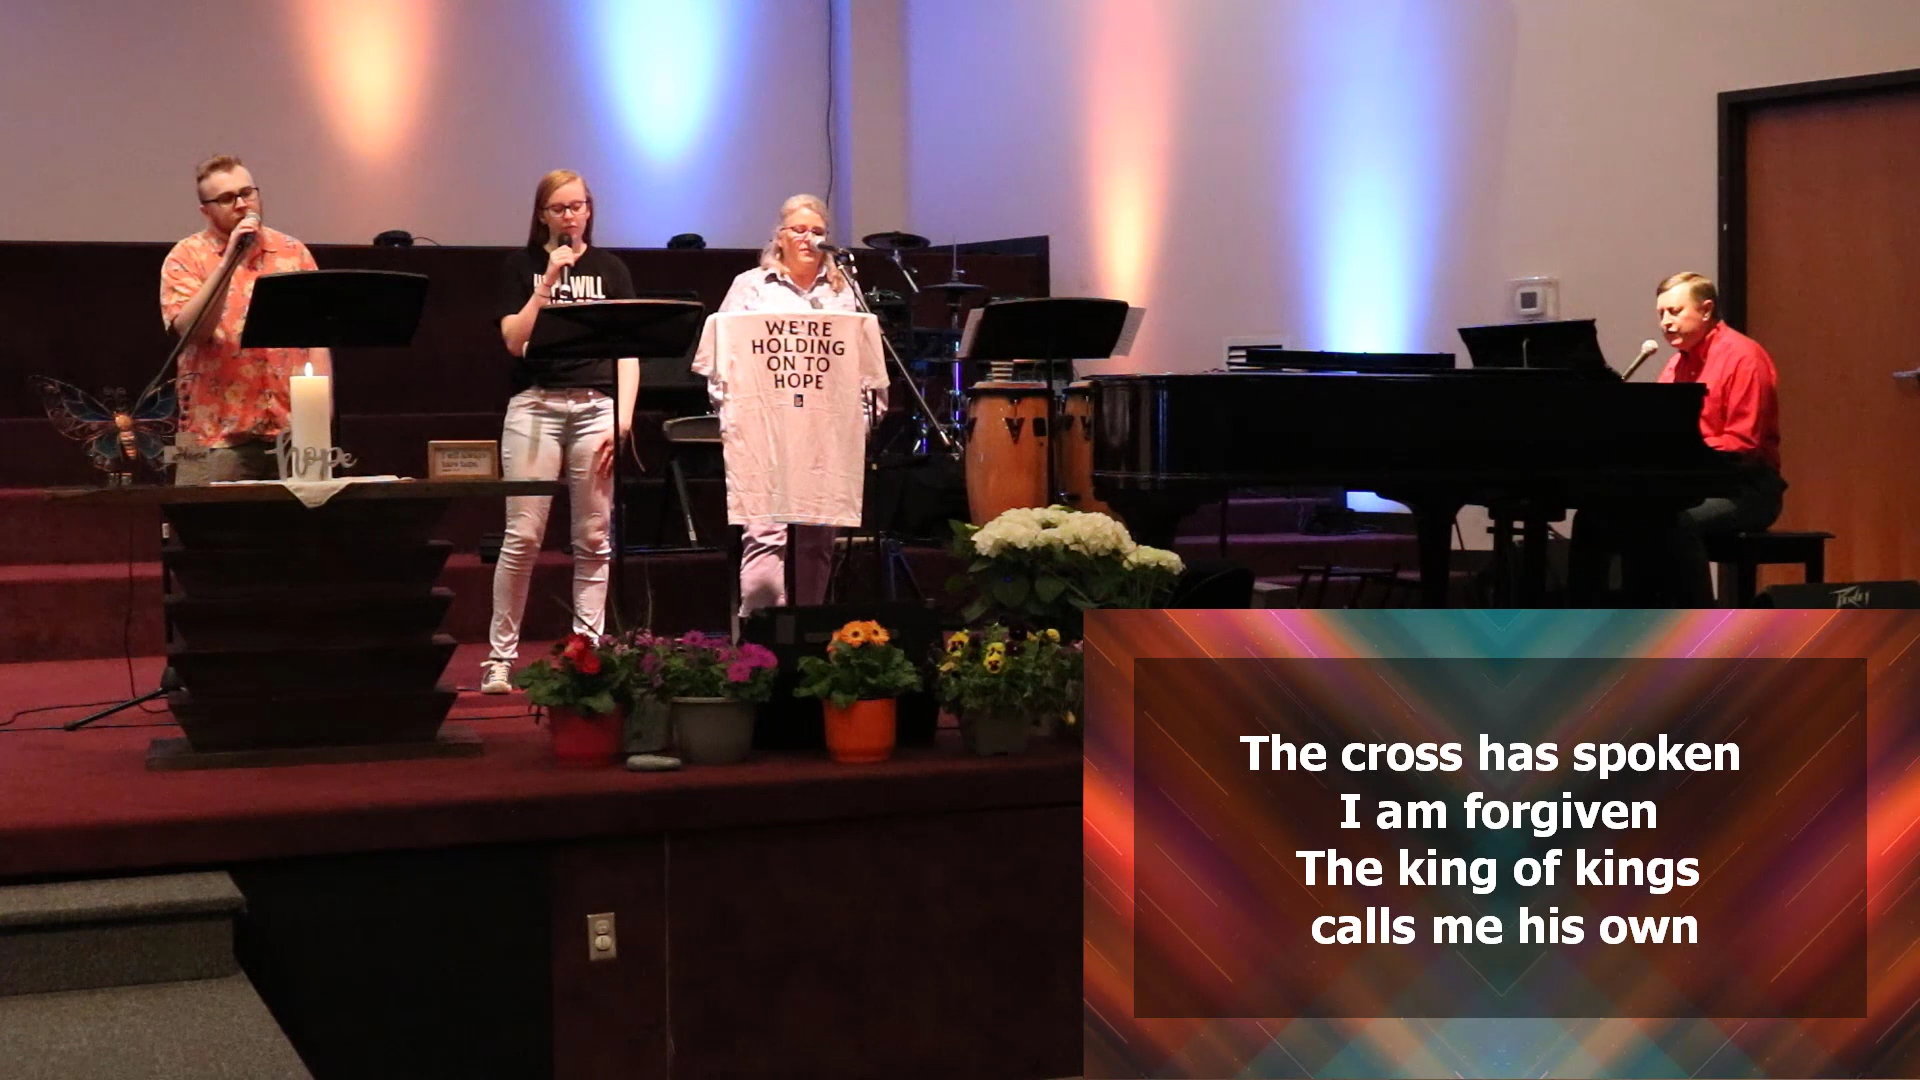 WILL
WE'RE
HOLDING
ON TO
HOPE
hope
The cross has spoken
I am forgiven
The king of kings
calls me his own